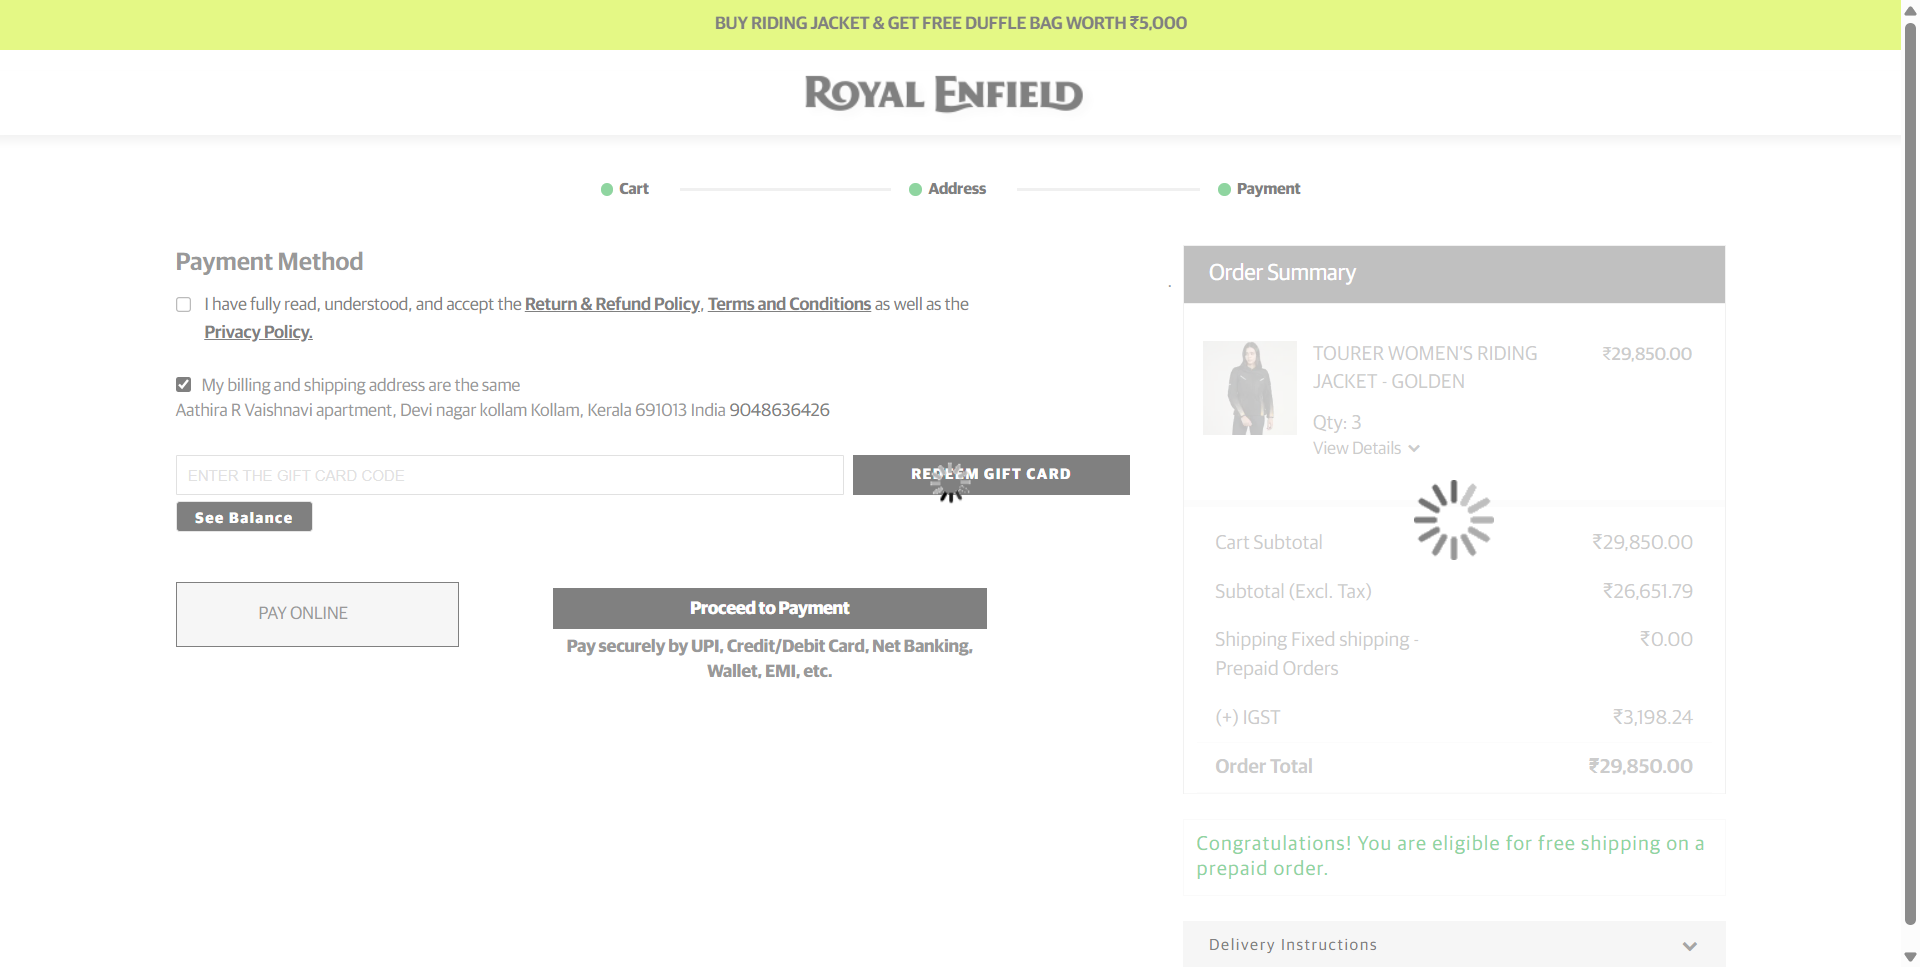 BUY RIDING JACKET & GET FREE DUFFLE BAG WORTH ₹5,000
ROYAL ENFIELD
Cart
Address
Payment
Payment Method
I have fully read, understood, and accept the Return & Refund Policy, Terms and Conditions as well as the
Privacy Policy.
My billing and shipping address are the same
Aathira R Vaishnavi apartment, Devi nagar kollam Kollam, Kerala 691013 India 9048636426
ENTER THE GIFT CARD CODE
REDEEM GIFT CARD
See Balance
PAY ONLINE
Proceed to Payment
Pay securely by UPI, Credit/Debit Card, Net Banking,
Wallet, EMI, etc.
Order Summary
TOURER WOMEN'S RIDING ₹29,850.00
JACKET - GOLDEN
Qty: 3
View Details
Cart Subtotal ₹29,850.00
Subtotal (Excl. Tax) ₹26,651.79
Shipping Fixed shipping - ₹0.00
Prepaid Orders
(+) IGST ₹3,198.24
Order Total ₹29,850.00
Congratulations! You are eligible for free shipping on a
prepaid order.
Delivery Instructions